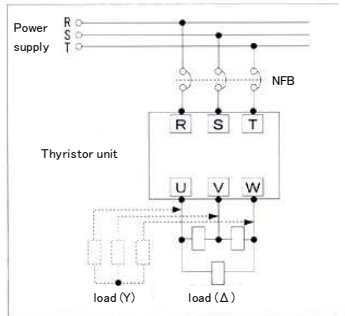 Power supply
R
S
T
NFB
R S T
Thyristor unit
U V W
load (Y) load (Δ)